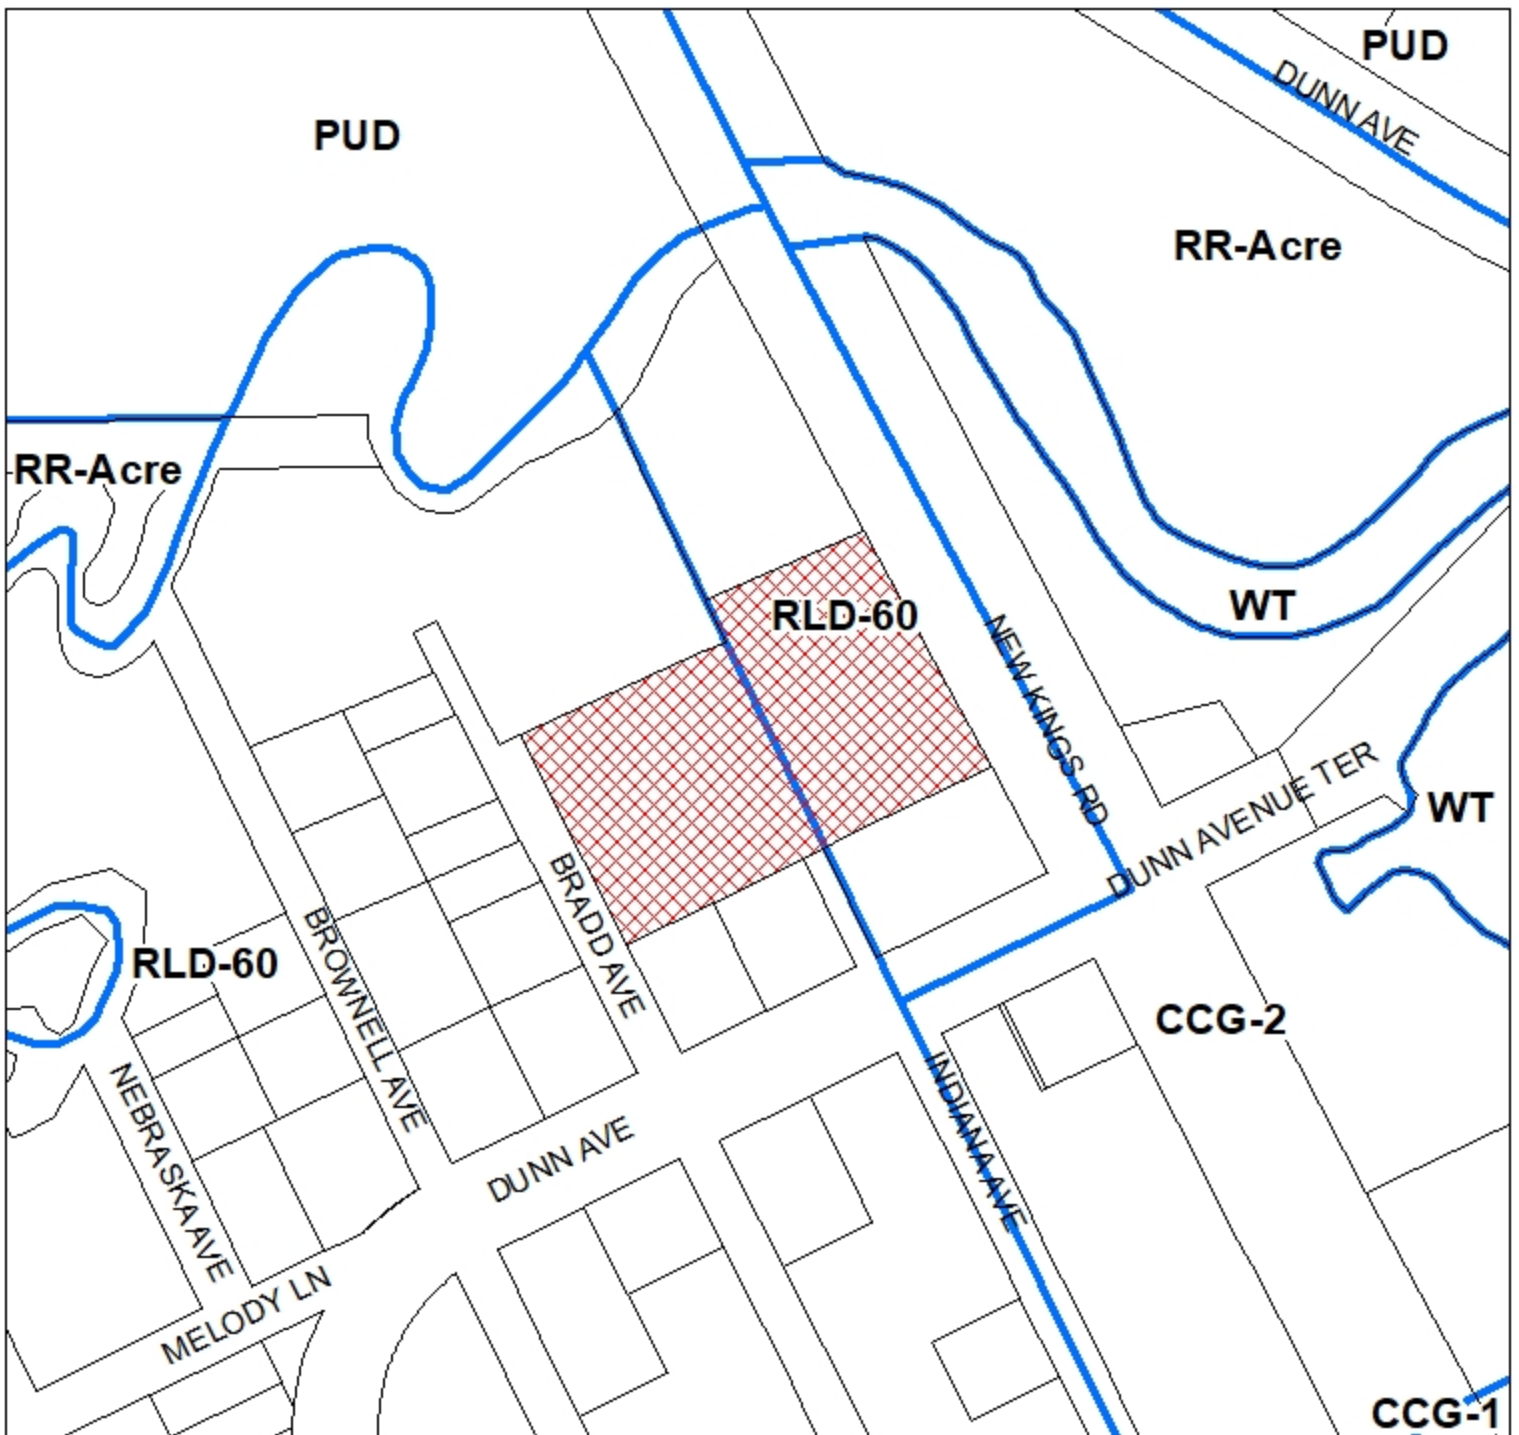 PUD
DUNN AVE
PUD
RR-Acre
RR-Acre
WT
RLD-60
NEW KINGS RD
DUNN AVENUE TER
WT
BRADD AVE
BROWNELL AVE
RLD-60
CCG-2
NEBRASKA AVE
DUNN AVE
INDIANA AVE
MELODY LN
CCG-1